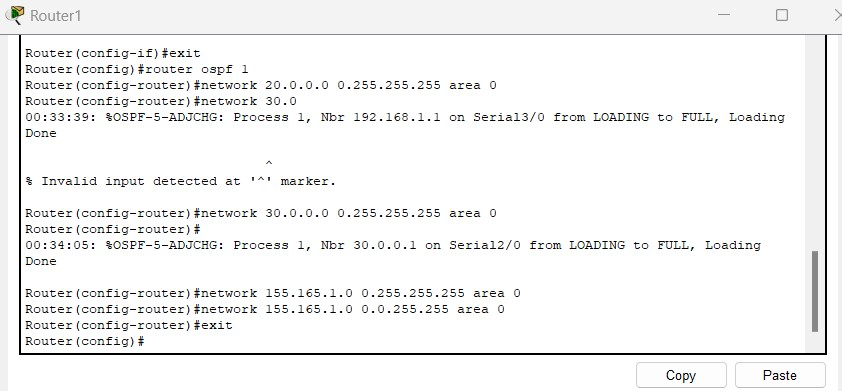 Router1
Router(config-if)#exit
Router(config)#router ospf 1
Router(config-router)#network 20.0.0.0 0.255.255.255 area 0
Router(config-router)#network 30.0
00:33:39: %OSPF-5-ADJCHG: Process 1, Nbr 192.168.1.1 on Serial3/0 from LOADING to FULL, Loading
Done
^
% Invalid input detected at '^' marker.
Router(config-router)#network 30.0.0.0 0.255.255.255 area 0
Router(config-router)#
00:34:05: %OSPF-5-ADJCHG: Process 1, Nbr 30.0.0.1 on Serial2/0 from LOADING to FULL, Loading
Done
Router(config-router)#network 155.165.1.0 0.255.255.255 area 0
Router(config-router)#network 155.165.1.0 0.0.255.255 area 0
Router(config-router)#exit
Router(config)#
Copy Paste